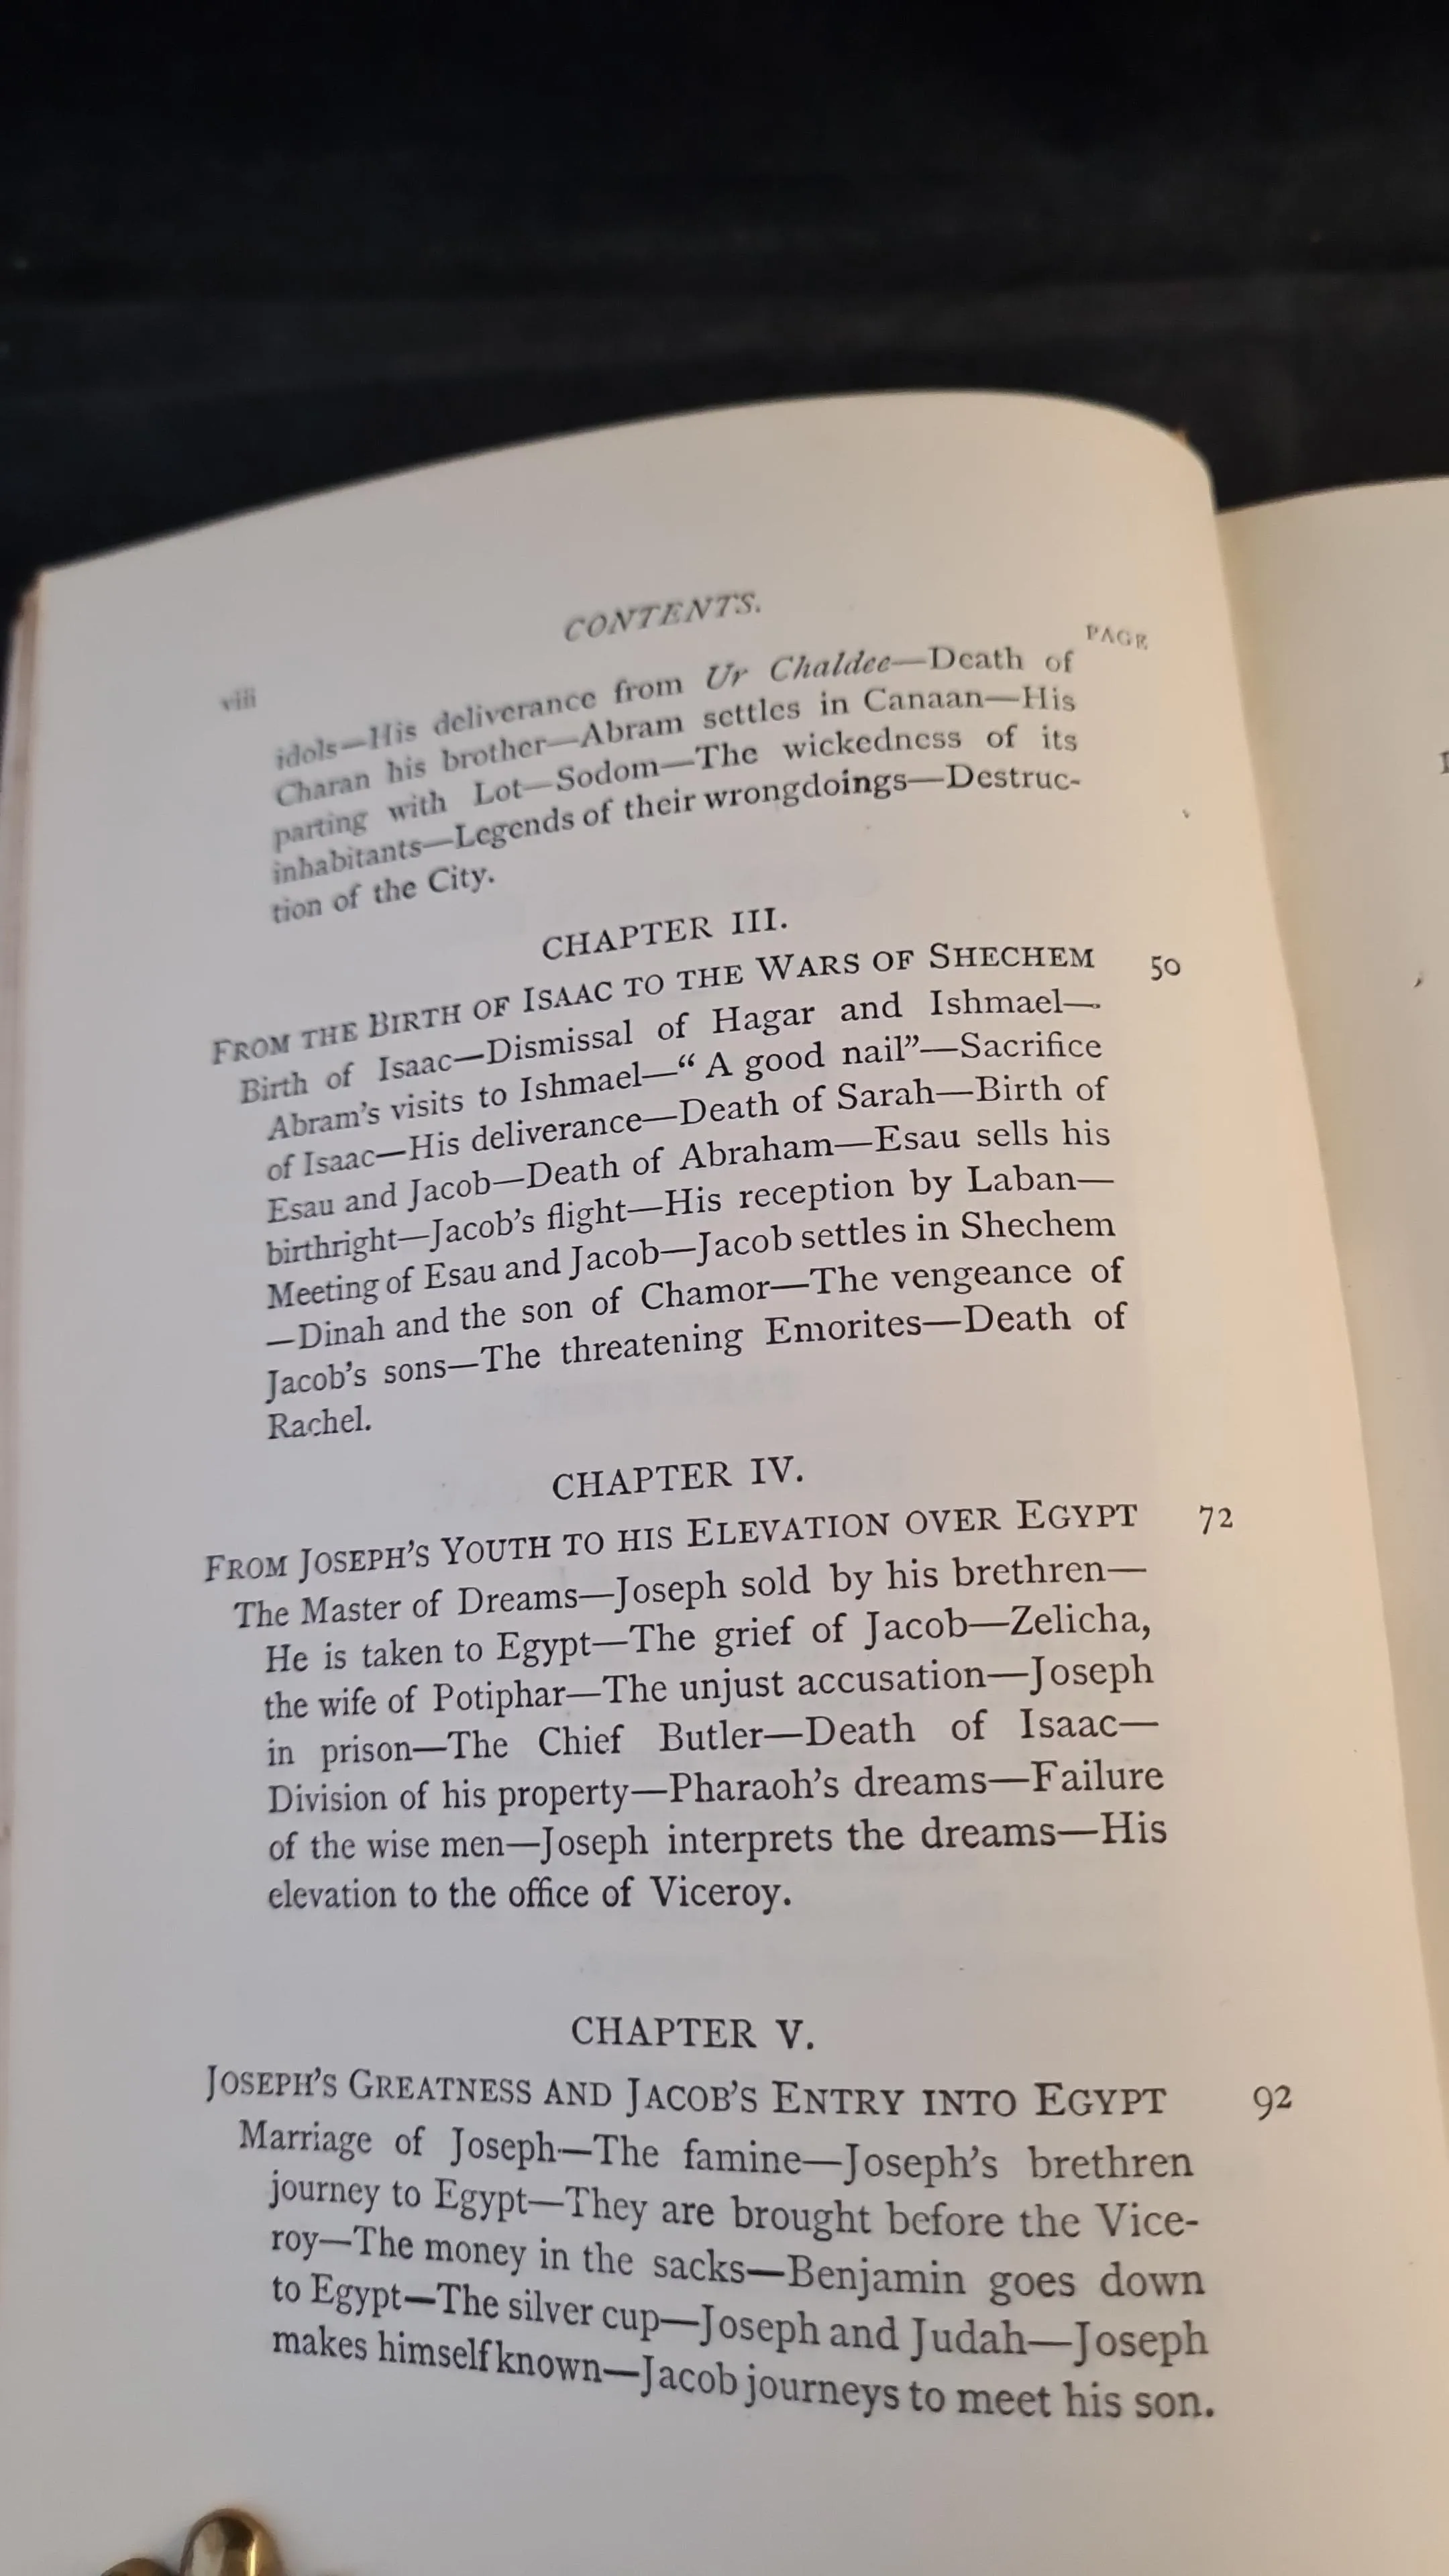 viii
CONTENTS.
PAGE
idols—His deliverance from Ur Chaldee—Death of
Charan his brother—Abram settles in Canaan—His
parting with Lot—Sodom—The wickedness of its
inhabitants—Legends of their wrongdoings—Destruc-
tion of the City.
CHAPTER III.
FROM THE BIRTH OF ISAAC TO THE WARS OF SHECHEM 50
Birth of Isaac—Dismissal of Hagar and Ishmael—
Abram's visits to Ishmael—“A good nail”—Sacrifice
of Isaac—His deliverance—Death of Sarah—Birth of
Esau and Jacob—Death of Abraham—Esau sells his
birthright—Jacob's flight—His reception by Laban—
Meeting of Esau and Jacob—Jacob settles in Shechem
—Dinah and the son of Chamor—The vengeance of
Jacob's sons—The threatening Emorites—Death of
Rachel.
CHAPTER IV.
FROM JOSEPH'S YOUTH TO HIS ELEVATION OVER EGYPT 72
The Master of Dreams—Joseph sold by his brethren—
He is taken to Egypt—The grief of Jacob—Zelicha,
the wife of Potiphar—The unjust accusation—Joseph
in prison—The Chief Butler—Death of Isaac—
Division of his property—Pharaoh's dreams—Failure
of the wise men—Joseph interprets the dreams—His
elevation to the office of Viceroy.
CHAPTER V.
JOSEPH'S GREATNESS AND JACOB'S ENTRY INTO EGYPT 92
Marriage of Joseph—The famine—Joseph's brethren
journey to Egypt—They are brought before the Vice-
roy—The money in the sacks—Benjamin goes down
to Egypt—The silver cup—Joseph and Judah—Joseph
makes himself known—Jacob journeys to meet his son.